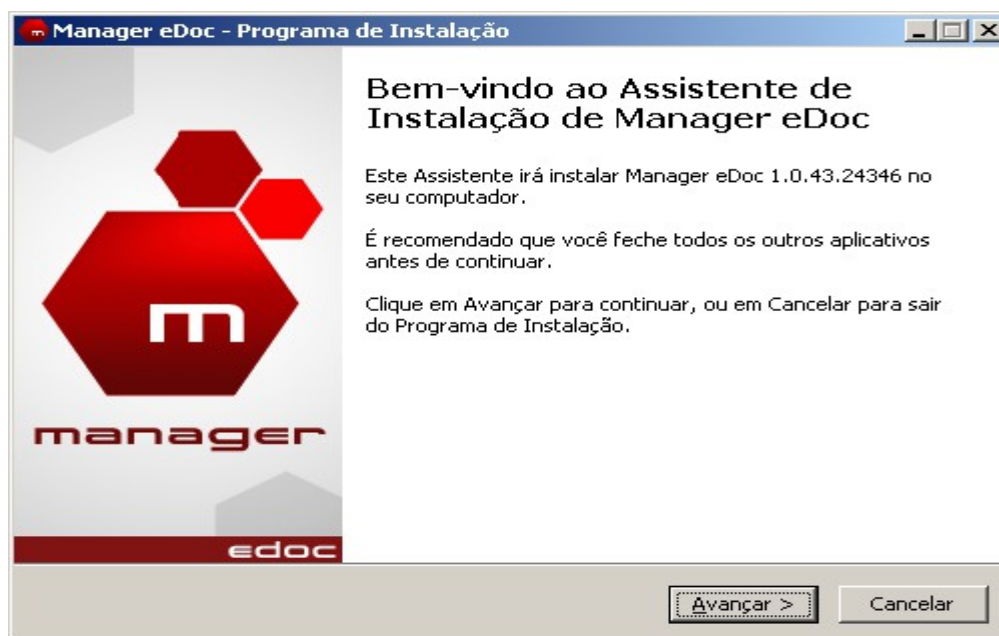 Manager eDoc - Programa de Instalação
Bem-vindo ao Assistente de
Instalação de Manager eDoc
Este Assistente irá instalar Manager eDoc 1.0.43.24346 no
seu computador.
É recomendado que você feche todos os outros aplicativos
antes de continuar.
Clique em Avançar para continuar, ou em Cancelar para sair
do Programa de Instalação.
m
manager
edoc
Avançar >
Cancelar